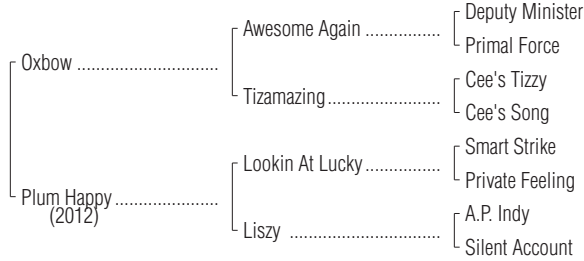 Deputy Minister
Awesome Again ................
Primal Force
Oxbow ..............................
Cee's Tizzy
Tizamazing ........................
Cee's Song
Smart Strike
Lookin At Lucky ................
Private Feeling
Plum Happy ......................
(2012)
A.P. Indy
Liszy ................................
Silent Account